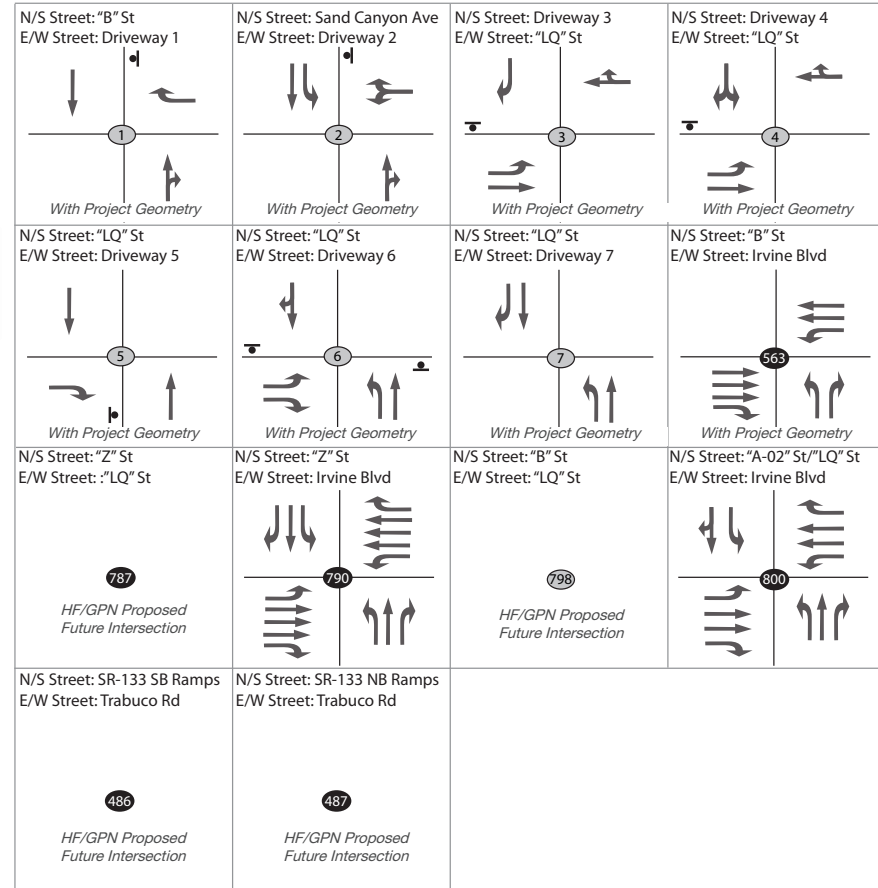 N/S Street: "B" St
E/W Street: Driveway 1
1
With Project Geometry
N/S Street: Sand Canyon Ave
E/W Street: Driveway 2
2
With Project Geometry
N/S Street: Driveway 3
E/W Street: "LQ" St
3
With Project Geometry
N/S Street: Driveway 4
E/W Street: "LQ" St
4
With Project Geometry
N/S Street: "LQ" St
E/W Street: Driveway 5
5
With Project Geometry
N/S Street: "LQ" St
E/W Street: Driveway 6
6
With Project Geometry
N/S Street: "LQ" St
E/W Street: Driveway 7
7
With Project Geometry
N/S Street: "B" St
E/W Street: Irvine Blvd
563
With Project Geometry
N/S Street: "Z" St
E/W Street: :"LQ" St
787
HF/GPN Proposed
Future Intersection
N/S Street: "Z" St
E/W Street: Irvine Blvd
790
N/S Street: "B" St
E/W Street: "LQ" St
798
HF/GPN Proposed
Future Intersection
N/S Street: "A-02" St/"LQ" St
E/W Street: Irvine Blvd
800
N/S Street: SR-133 SB Ramps
E/W Street: Trabuco Rd
486
HF/GPN Proposed
Future Intersection
N/S Street: SR-133 NB Ramps
E/W Street: Trabuco Rd
487
HF/GPN Proposed
Future Intersection